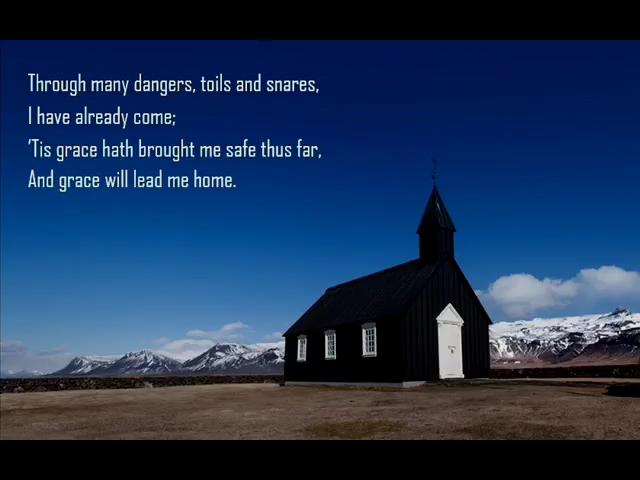 Through many dangers, toils and snares,
I have already come;
‘Tis grace hath brought me safe thus far,
And grace will lead me home.